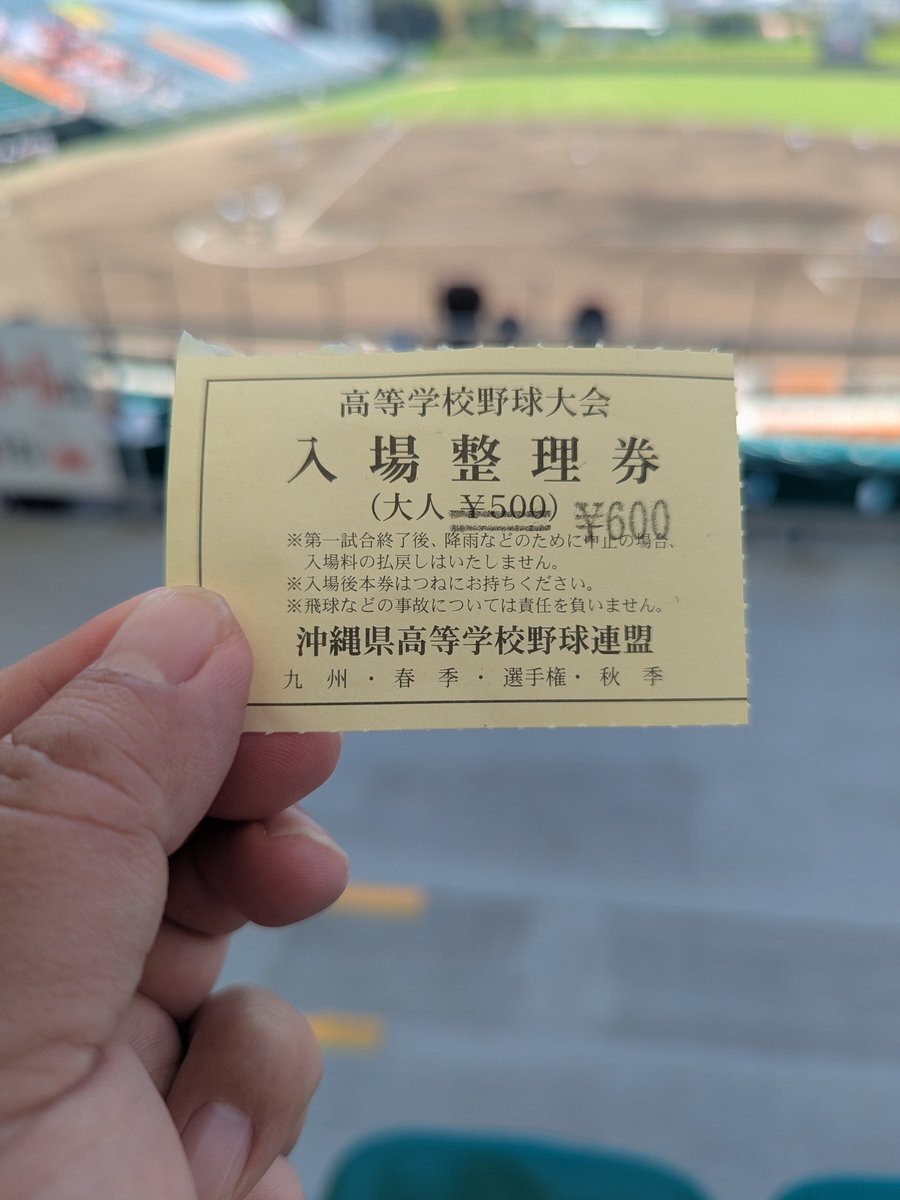 高等学校野球大会
入場整理券
(大人 ¥500) ¥600
※第一試合終了後、降雨などのために中止の場合、
入場料の払戻しはいたしません。
※入場後本券はつねにお持ちください。
※飛球などの事故については責任を負いません。
沖縄県高等学校野球連盟
九州・春季・選手権・秋季